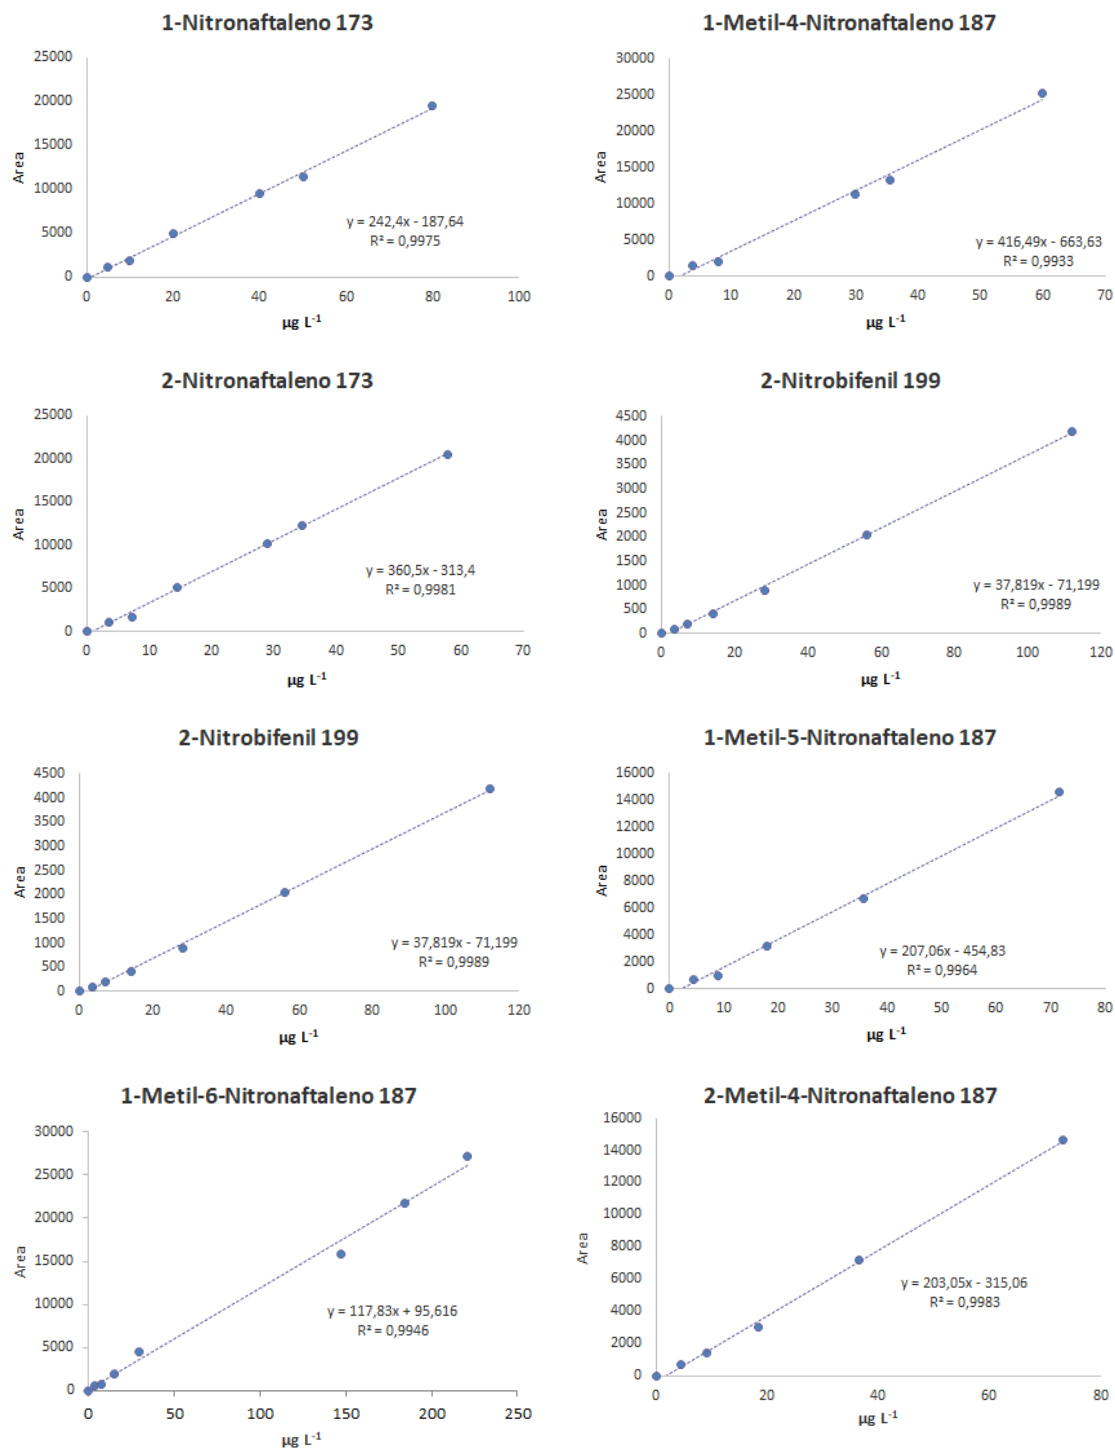 1-Nitronaftaleno 173
25000
20000
15000
10000
5000
0
Area
y = 242,4x - 187,64
R² = 0,9975
0 20 40 60 80 100
µg L⁻¹
1-Metil-4-Nitronaftaleno 187
30000
25000
20000
15000
10000
5000
0
Area
y = 416,49x - 663,63
R² = 0,9933
0 10 20 30 40 50 60 70
µg L⁻¹
2-Nitronaftaleno 173
25000
20000
15000
10000
5000
0
Area
y = 360,5x - 313,4
R² = 0,9981
0 10 20 30 40 50 60 70
µg L⁻¹
2-Nitrobifenil 199
4500
4000
3500
3000
2500
2000
1500
1000
500
0
Area
y = 37,819x - 71,199
R² = 0,9989
0 20 40 60 80 100 120
µg L⁻¹
2-Nitrobifenil 199
4500
4000
3500
3000
2500
2000
1500
1000
500
0
Area
y = 37,819x - 71,199
R² = 0,9989
0 20 40 60 80 100 120
µg L⁻¹
1-Metil-5-Nitronaftaleno 187
16000
14000
12000
10000
8000
6000
4000
2000
0
Area
y = 207,06x - 454,83
R² = 0,9964
0 10 20 30 40 50 60 70 80
µg L⁻¹
1-Metil-6-Nitronaftaleno 187
30000
25000
20000
15000
10000
5000
0
Area
y = 117,83x + 95,616
R² = 0,9946
0 50 100 150 200 250
µg L⁻¹
2-Metil-4-Nitronaftaleno 187
16000
14000
12000
10000
8000
6000
4000
2000
0
Area
y = 203,05x - 315,06
R² = 0,9983
0 20 40 60 80
µg L⁻¹